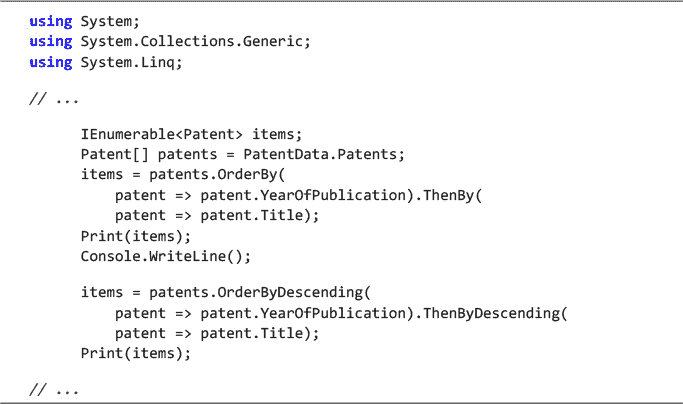 using System;
using System.Collections.Generic;
using System.Linq;
// ...
IEnumerable<Patent> items;
Patent[] patents = PatentData.Patents;
items = patents.OrderBy(
patent => patent.YearOfPublication).ThenBy(
patent => patent.Title);
Print(items);
Console.WriteLine();
items = patents.OrderByDescending(
patent => patent.YearOfPublication).ThenByDescending(
patent => patent.Title);
Print(items);
// ...